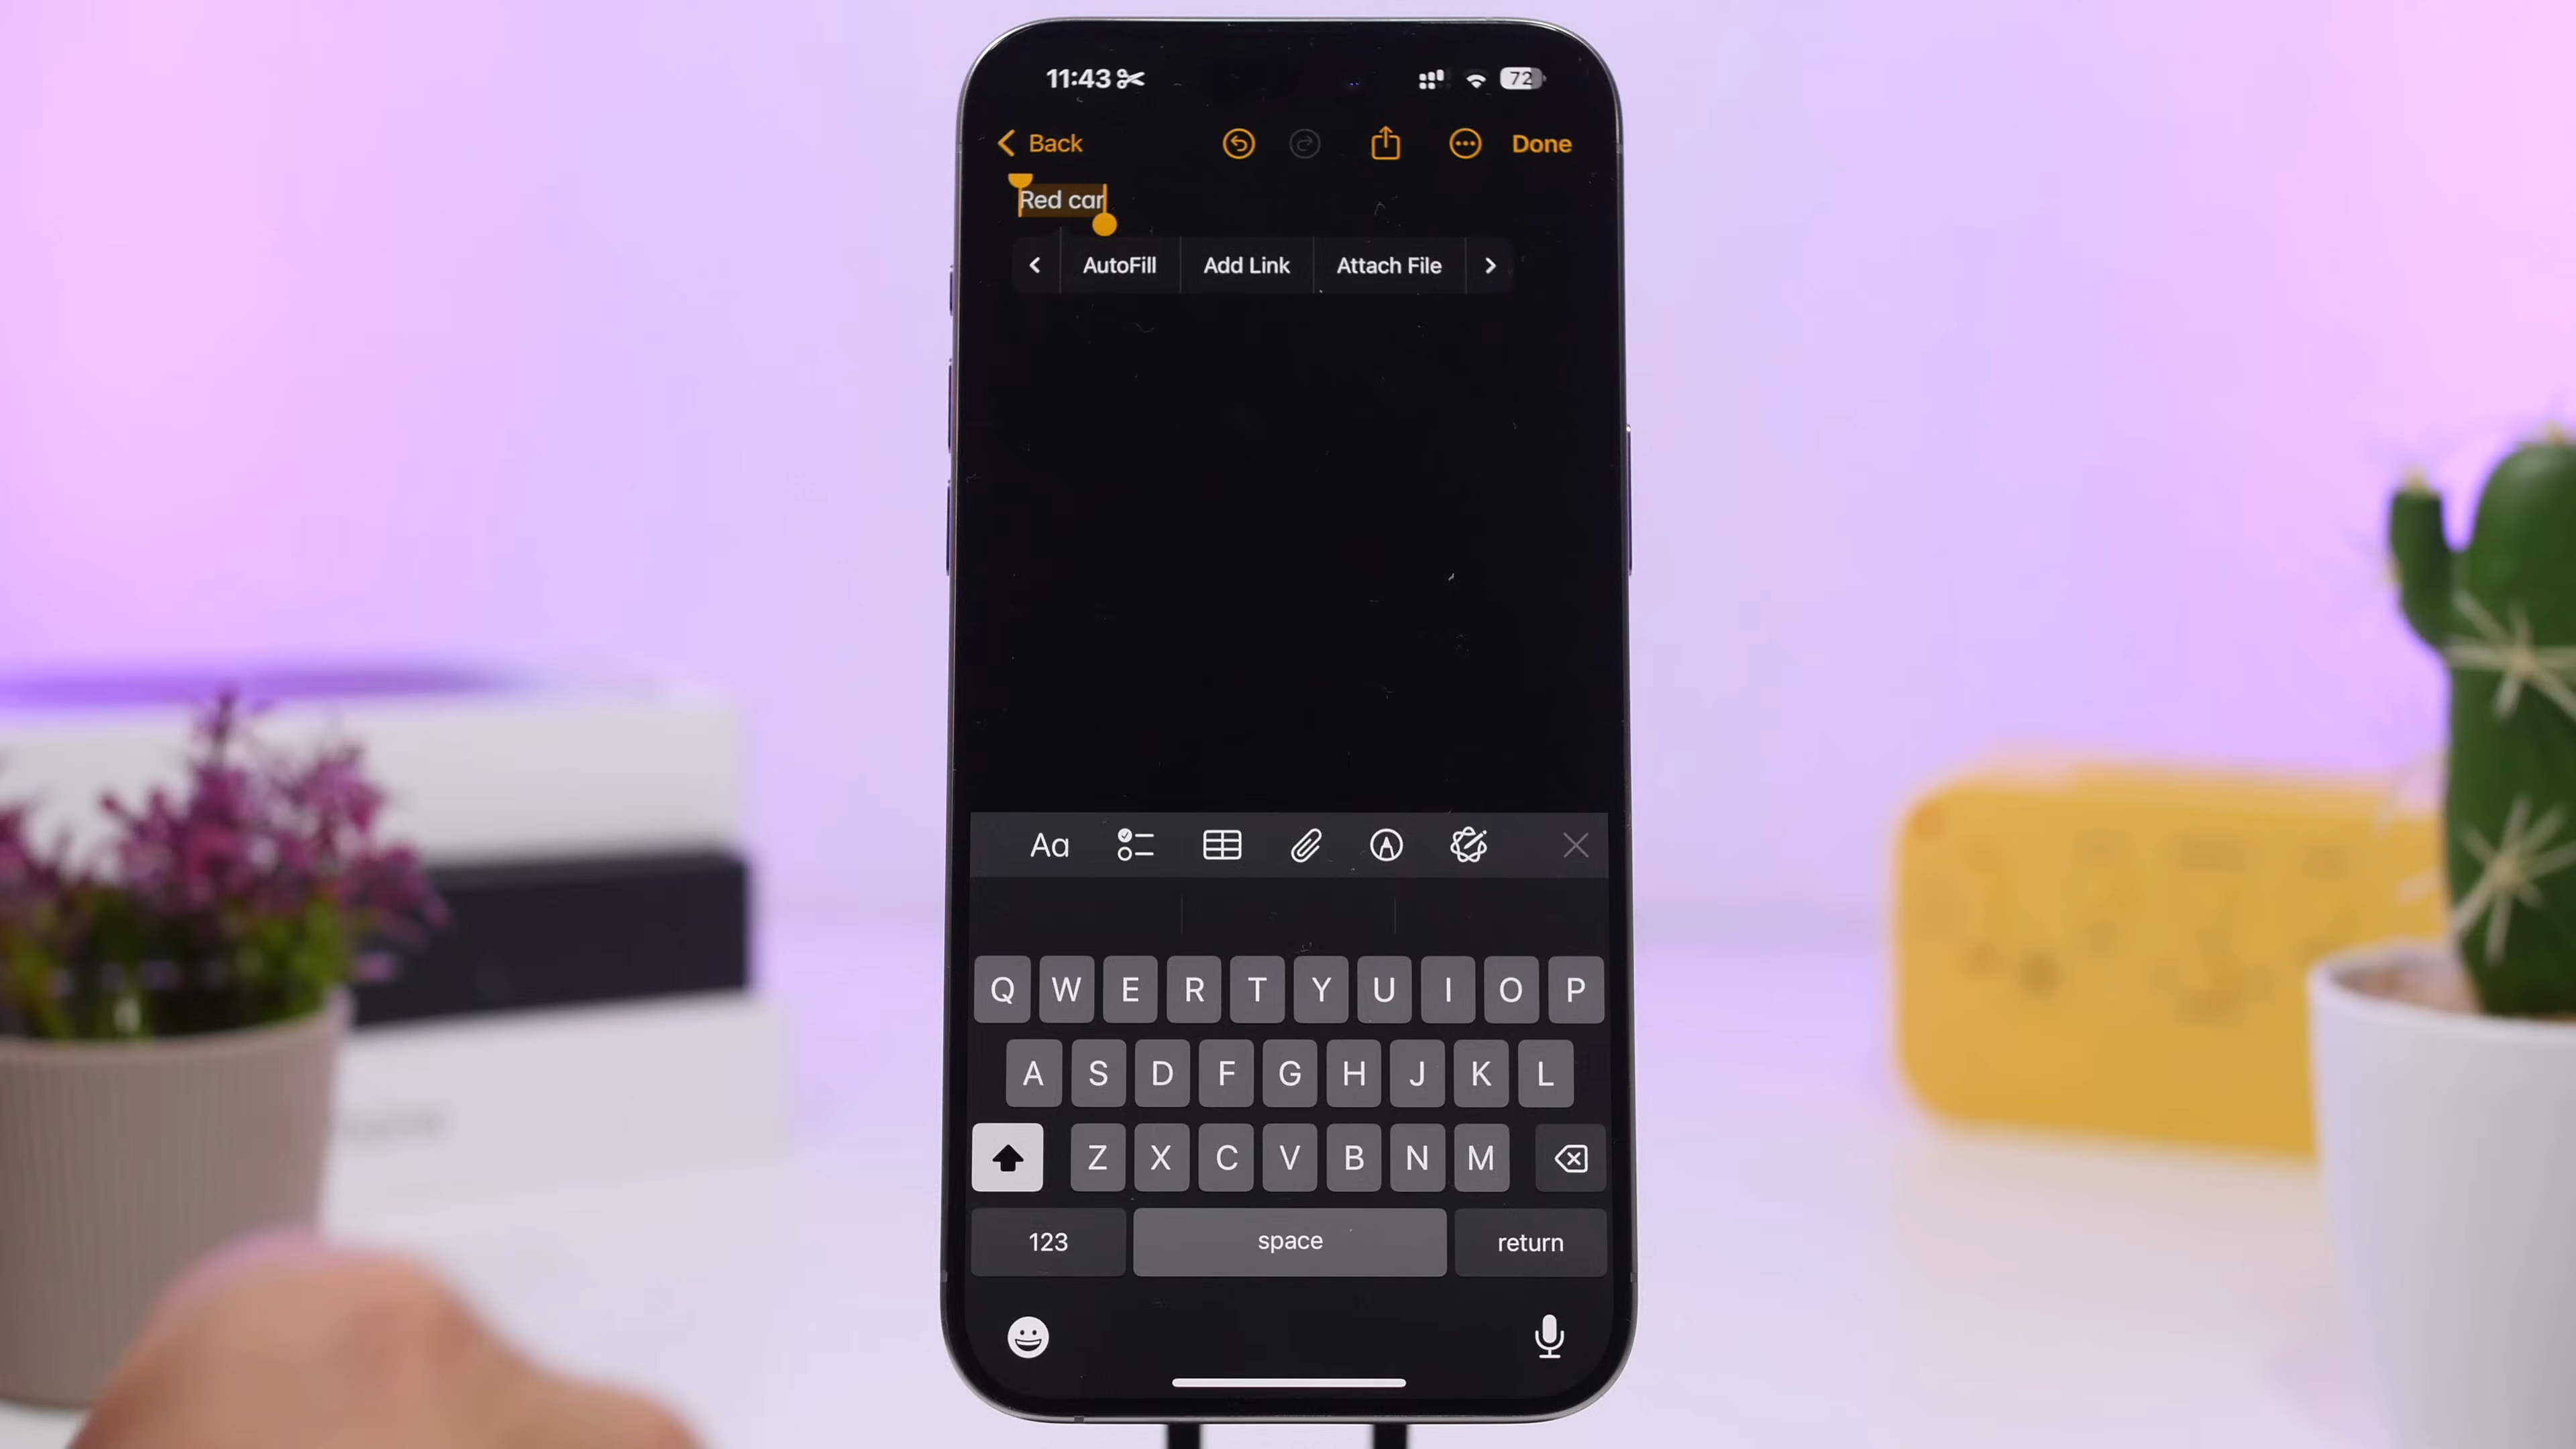 11:43 72
Back Done
Red car
AutoFill Add Link Attach File
Aa
Q W E R T Y U I O P
A S D F G H J K L
Z X C V B N M
123 space return